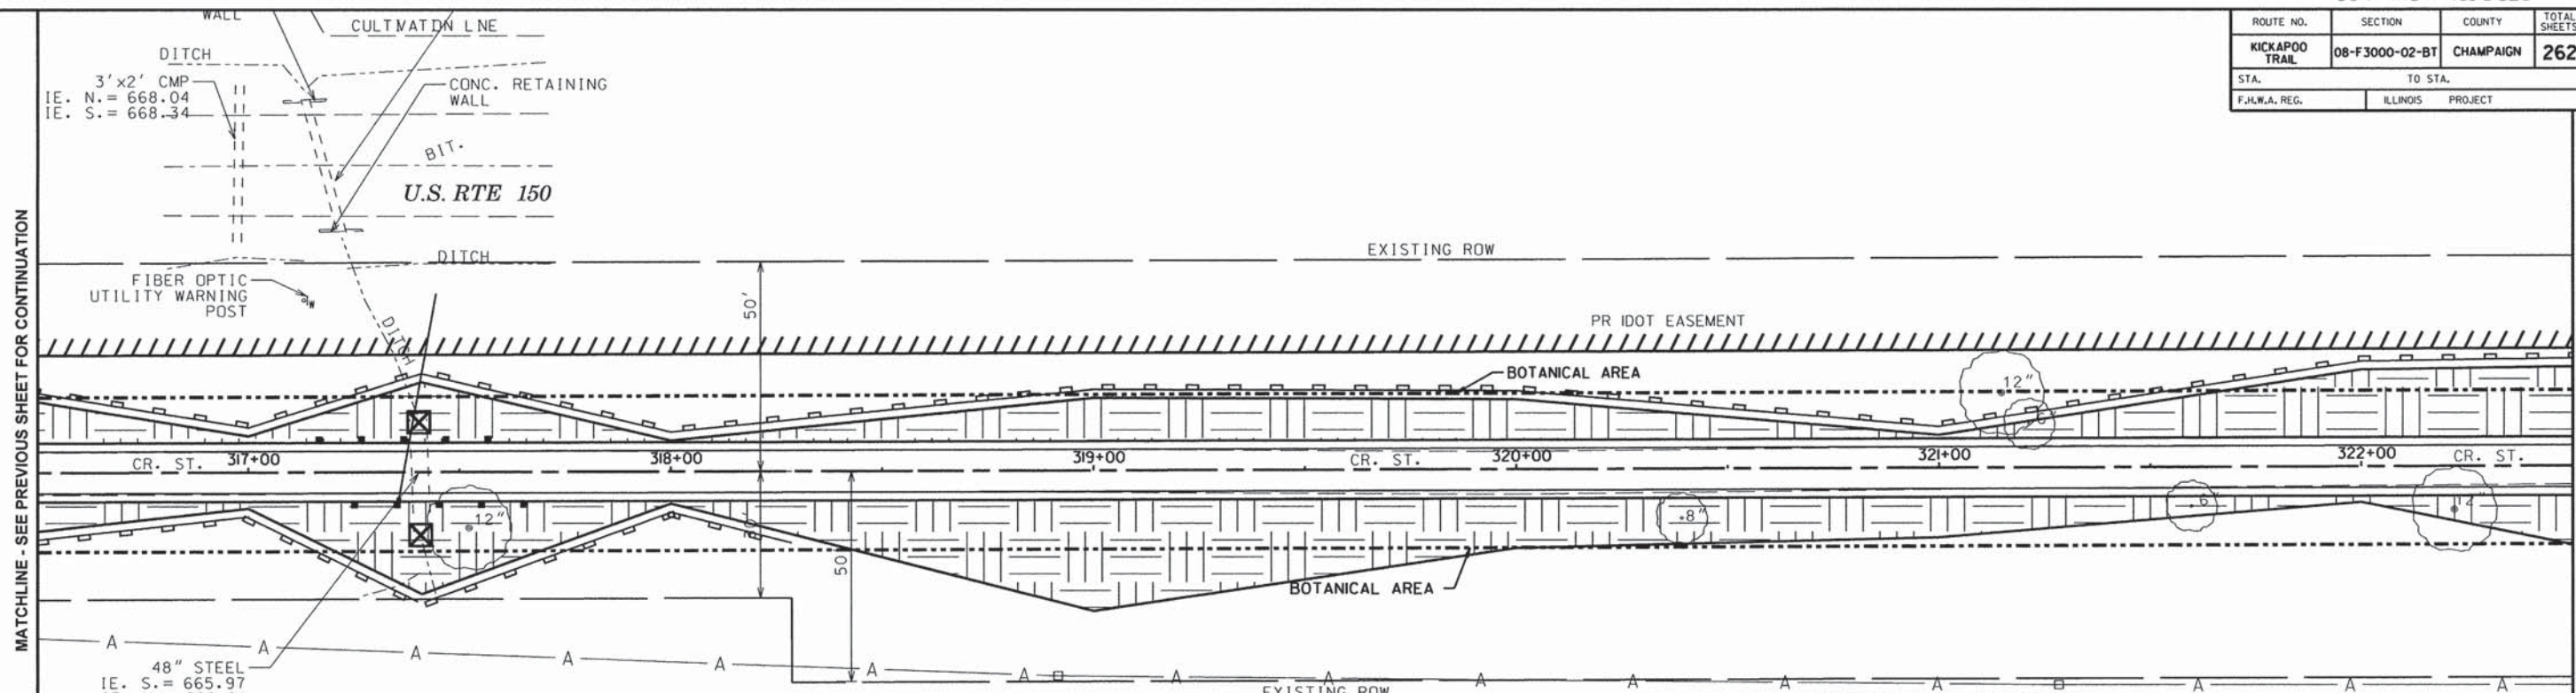 ROUTE NO. SECTION COUNTY TOTAL SHEETS
KICKAPOO TRAIL 08-F3000-02-BT CHAMPAIGN 262
STA. TO STA.
F.H.W.A. REG. ILLINOIS PROJECT
WALL
CULTIVATION LNE
DITCH
3'x2' CMP
IE. N.= 668.04
IE. S.= 668.34
CONC. RETAINING
WALL
BIT.
U.S. RTE 150
DITCH
EXISTING ROW
FIBER OPTIC
UTILITY WARNING
POST
W
DITCH
50'
PR IDOT EASEMENT
BOTANICAL AREA
12"
6"
CR. ST. 317+00 318+00 319+00 CR. ST. 320+00 321+00 322+00 CR. ST.
12"
8"
6"
12"
50'
BOTANICAL AREA
A A A A A A A A A A A A A A A A A
48" STEEL
IE. S.= 665.97
EXISTING ROW
MATCHLINE - SEE PREVIOUS SHEET FOR CONTINUATION